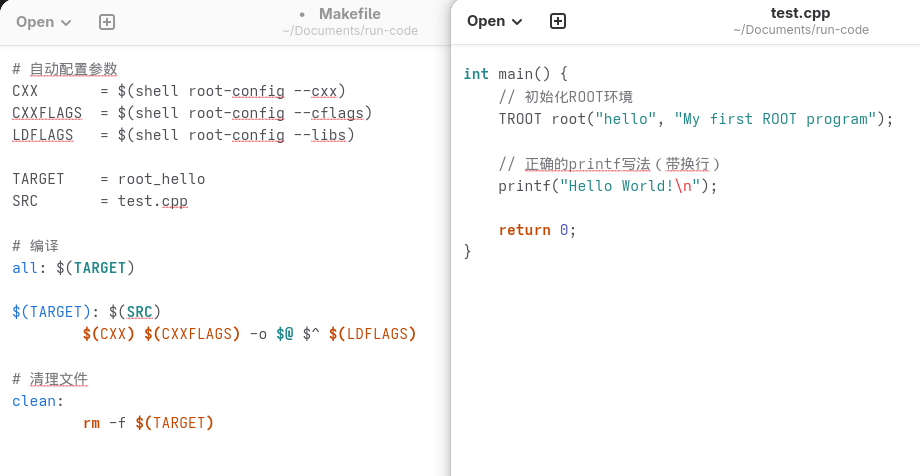 Open
• Makefile
~/Documents/run-code
# 自动配置参数
CXX = $(shell root-config --cxx)
CXXFLAGS = $(shell root-config --cflags)
LDFLAGS = $(shell root-config --libs)
TARGET = root_hello
SRC = test.cpp
# 编译
all: $(TARGET)
$(TARGET): $(SRC)
$(CXX) $(CXXFLAGS) -o $@ $^ $(LDFLAGS)
# 清理文件
clean:
rm -f $(TARGET)
Open
test.cpp
~/Documents/run-code
int main() {
// 初始化ROOT环境
TROOT root("hello", "My first ROOT program");
// 正确的printf写法（带换行）
printf("Hello World!\n");
return 0;
}